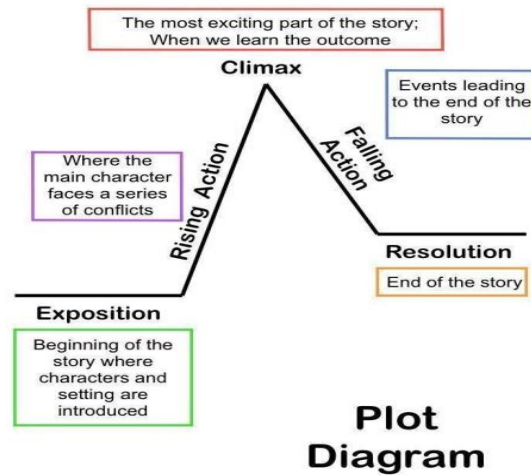 The most exciting part of the story;
When we learn the outcome
Climax
Events leading
to the end of the
story
Falling
Action
Where the
main character
faces a series
of conflicts
Rising Action
Resolution
End of the story
Exposition
Beginning of the
story where
characters and
setting are
introduced
Plot
Diagram